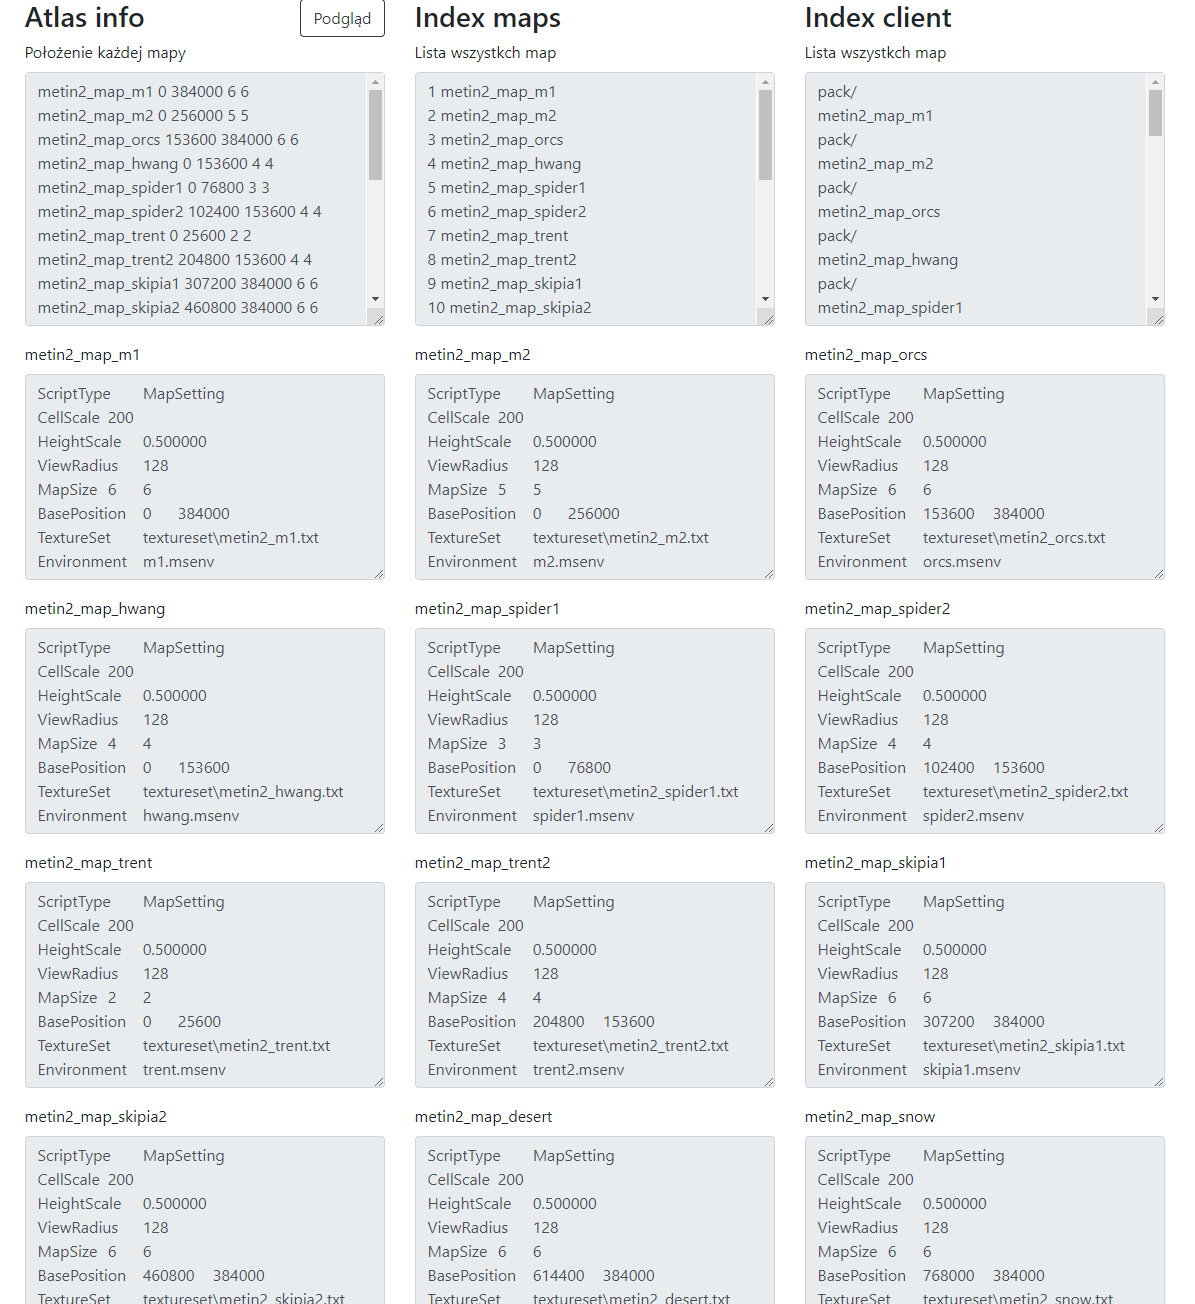 Atlas info
Podgląd
Położenie każdej mapy
metin2_map_m1 0 384000 6 6
metin2_map_m2 0 256000 5 5
metin2_map_orcs 153600 384000 6 6
metin2_map_hwang 0 153600 4 4
metin2_map_spider1 0 76800 3 3
metin2_map_spider2 102400 153600 4 4
metin2_map_trent 0 25600 2 2
metin2_map_trent2 204800 153600 4 4
metin2_map_skipia1 307200 384000 6 6
metin2_map_skipia2 460800 384000 6 6
Index maps
Lista wszystkch map
1 metin2_map_m1
2 metin2_map_m2
3 metin2_map_orcs
4 metin2_map_hwang
5 metin2_map_spider1
6 metin2_map_spider2
7 metin2_map_trent
8 metin2_map_trent2
9 metin2_map_skipia1
10 metin2_map_skipia2
Index client
Lista wszystkch map
pack/
metin2_map_m1
pack/
metin2_map_m2
pack/
metin2_map_orcs
pack/
metin2_map_hwang
pack/
metin2_map_spider1
metin2_map_m1
ScriptType MapSetting
CellScale 200
HeightScale 0.500000
ViewRadius 128
MapSize 6 6
BasePosition 0 384000
TextureSet textureset\metin2_m1.txt
Environment m1.msenv
metin2_map_m2
ScriptType MapSetting
CellScale 200
HeightScale 0.500000
ViewRadius 128
MapSize 5 5
BasePosition 0 256000
TextureSet textureset\metin2_m2.txt
Environment m2.msenv
metin2_map_orcs
ScriptType MapSetting
CellScale 200
HeightScale 0.500000
ViewRadius 128
MapSize 6 6
BasePosition 153600 384000
TextureSet textureset\metin2_orcs.txt
Environment orcs.msenv
metin2_map_hwang
ScriptType MapSetting
CellScale 200
HeightScale 0.500000
ViewRadius 128
MapSize 4 4
BasePosition 0 153600
TextureSet textureset\metin2_hwang.txt
Environment hwang.msenv
metin2_map_spider1
ScriptType MapSetting
CellScale 200
HeightScale 0.500000
ViewRadius 128
MapSize 3 3
BasePosition 0 76800
TextureSet textureset\metin2_spider1.txt
Environment spider1.msenv
metin2_map_spider2
ScriptType MapSetting
CellScale 200
HeightScale 0.500000
ViewRadius 128
MapSize 4 4
BasePosition 102400 153600
TextureSet textureset\metin2_spider2.txt
Environment spider2.msenv
metin2_map_trent
ScriptType MapSetting
CellScale 200
HeightScale 0.500000
ViewRadius 128
MapSize 2 2
BasePosition 0 25600
TextureSet textureset\metin2_trent.txt
Environment trent.msenv
metin2_map_trent2
ScriptType MapSetting
CellScale 200
HeightScale 0.500000
ViewRadius 128
MapSize 4 4
BasePosition 204800 153600
TextureSet textureset\metin2_trent2.txt
Environment trent2.msenv
metin2_map_skipia1
ScriptType MapSetting
CellScale 200
HeightScale 0.500000
ViewRadius 128
MapSize 6 6
BasePosition 307200 384000
TextureSet textureset\metin2_skipia1.txt
Environment skipia1.msenv
metin2_map_skipia2
ScriptType MapSetting
CellScale 200
HeightScale 0.500000
ViewRadius 128
MapSize 6 6
BasePosition 460800 384000
TextureSet textureset\metin2_skipia2.txt
metin2_map_desert
ScriptType MapSetting
CellScale 200
HeightScale 0.500000
ViewRadius 128
MapSize 6 6
BasePosition 614400 384000
TextureSet textureset\metin2_desert.txt
metin2_map_snow
ScriptType MapSetting
CellScale 200
HeightScale 0.500000
ViewRadius 128
MapSize 6 6
BasePosition 768000 384000
TextureSet textureset\metin2_snow.txt